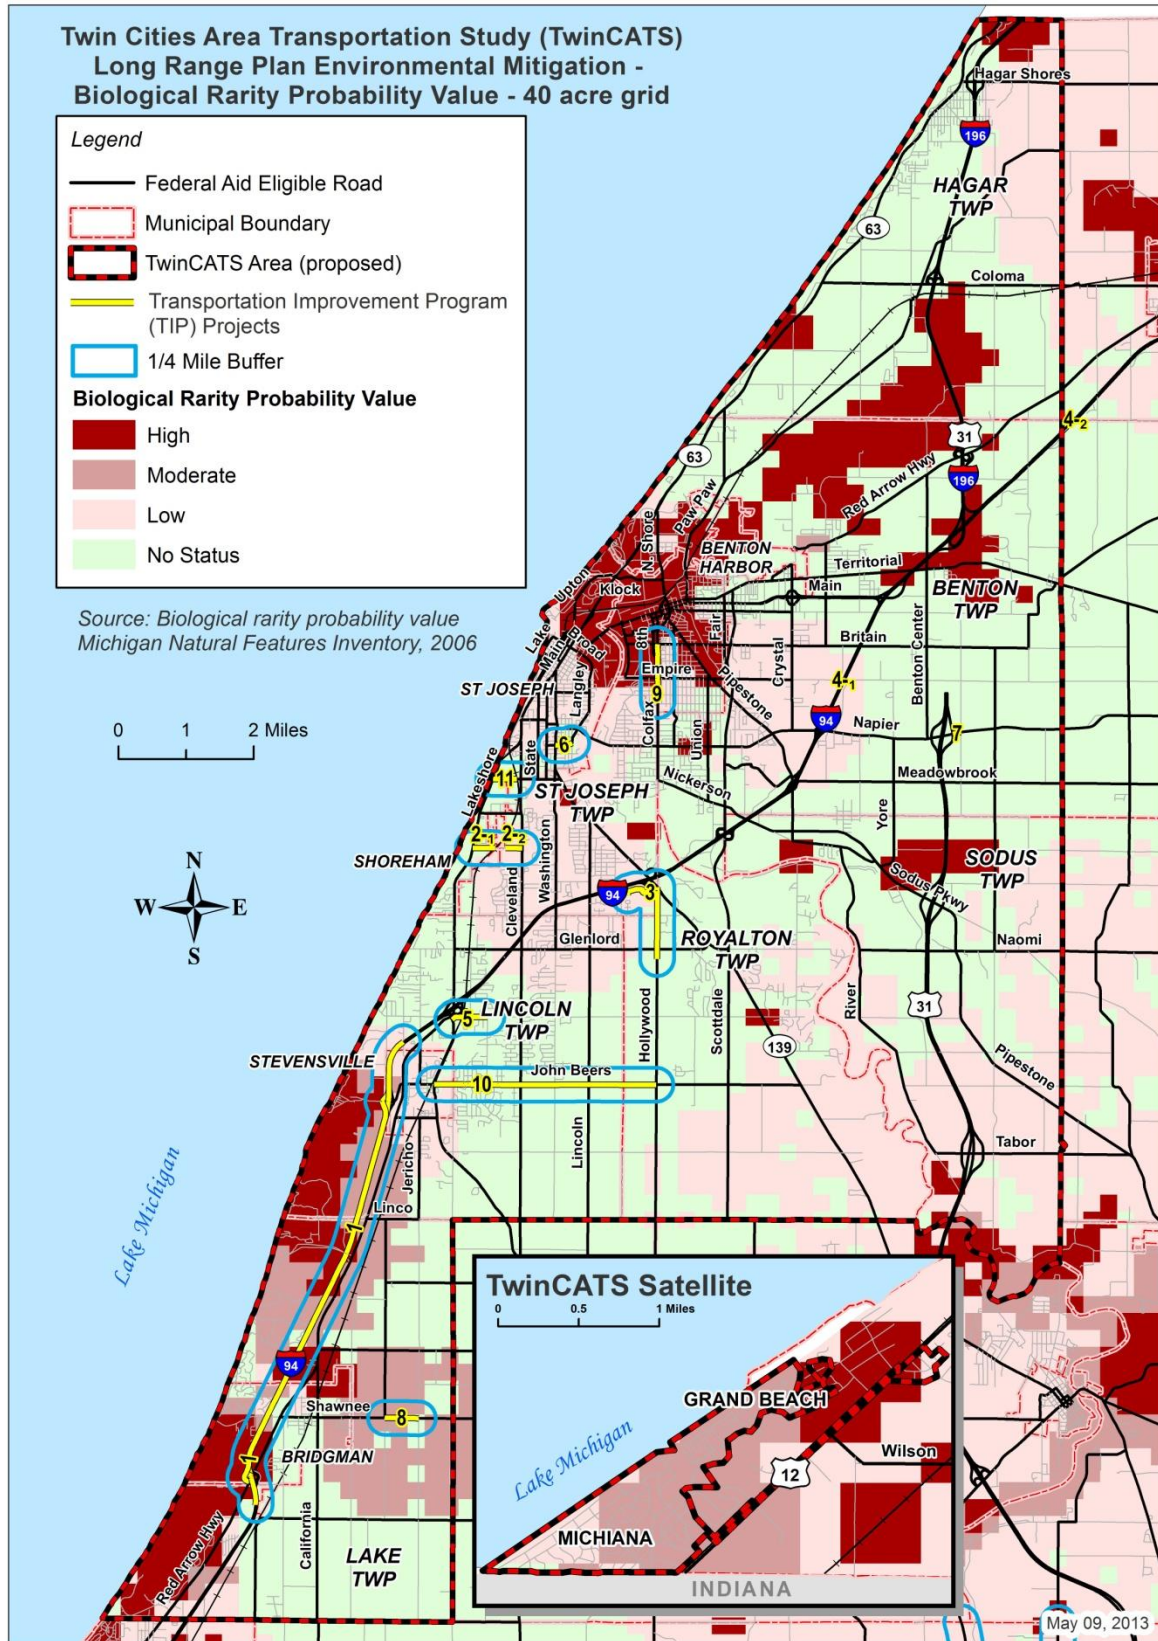 Twin Cities Area Transportation Study (TwinCATS)
Long Range Plan Environmental Mitigation -
Biological Rarity Probability Value - 40 acre grid
Legend
Federal Aid Eligible Road
Municipal Boundary
TwinCATS Area (proposed)
Transportation Improvement Program
(TIP) Projects
1/4 Mile Buffer
Biological Rarity Probability Value
High
Moderate
Low
No Status
Source: Biological rarity probability value
Michigan Natural Features Inventory, 2006
0 1 2 Miles
N
W E
S
Hagar Shores
196
HAGAR
TWP
63
Coloma
4-2
31
63
196
Red Arrow Hwy
Paw Paw
N. Shore
BENTON
HARBOR
Territorial
Upton
Klock
Main
BENTON
TWP
Lake
Main
Broad
8th
Fair
Britain
Empire
Crystal
Benton Center
Langley
Pipestone
4-1
ST JOSEPH
9
Colfax
94
Napier
7
Union
6
State
Lakeshore
11
Nickerson
Meadowbrook
ST JOSEPH
TWP
Yore
2-1 2-2
SHOREHAM
Washington
Cleveland
SODUS
TWP
Sodus Pkwy
94
3
Glenlord
ROYALTON
TWP
Naomi
River
31
5
LINCOLN
TWP
Hollywood
Scottdale
139
STEVENSVILLE
John Beers
10
Pipestone
Lincoln
Tabor
Jericho
Linco
Lake Michigan
1
94
Shawnee
8
BRIDGMAN
1
California
Red Arrow Hwy
LAKE
TWP
TwinCATS Satellite
0 0.5 1 Miles
GRAND BEACH
Lake Michigan
12
Wilson
MICHIANA
INDIANA
May 09, 2013